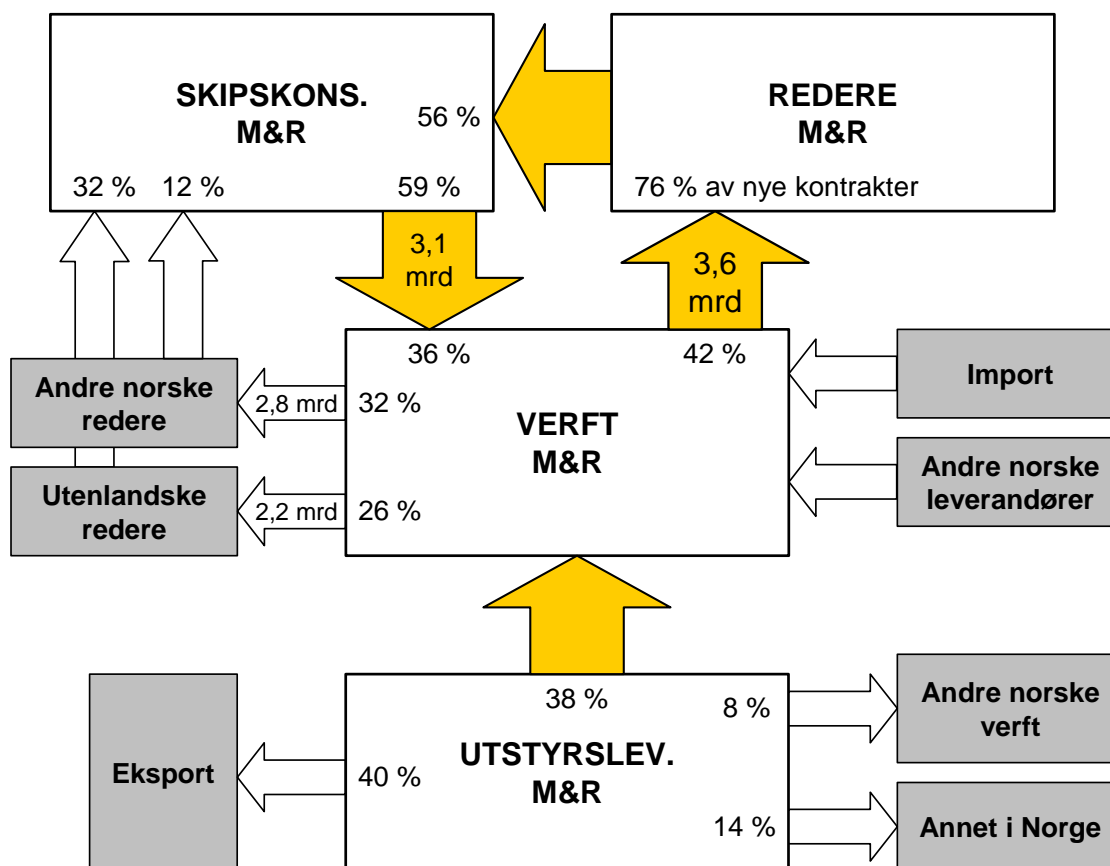 SKIPSKONS.
M&R
56 %
32 %
12 %
59 %
REDERE
M&R
76 % av nye kontrakter
3,1
mrd
3,6
mrd
36 %
42 %
Andre norske
redere
2,8 mrd
32 %
VERFT
M&R
Import
Utenlandske
redere
2,2 mrd
26 %
Andre norske
leverandører
38 %
8 %
Andre norske
verft
Eksport
40 %
UTSTYRSLEV.
M&R
14 %
Annet i Norge